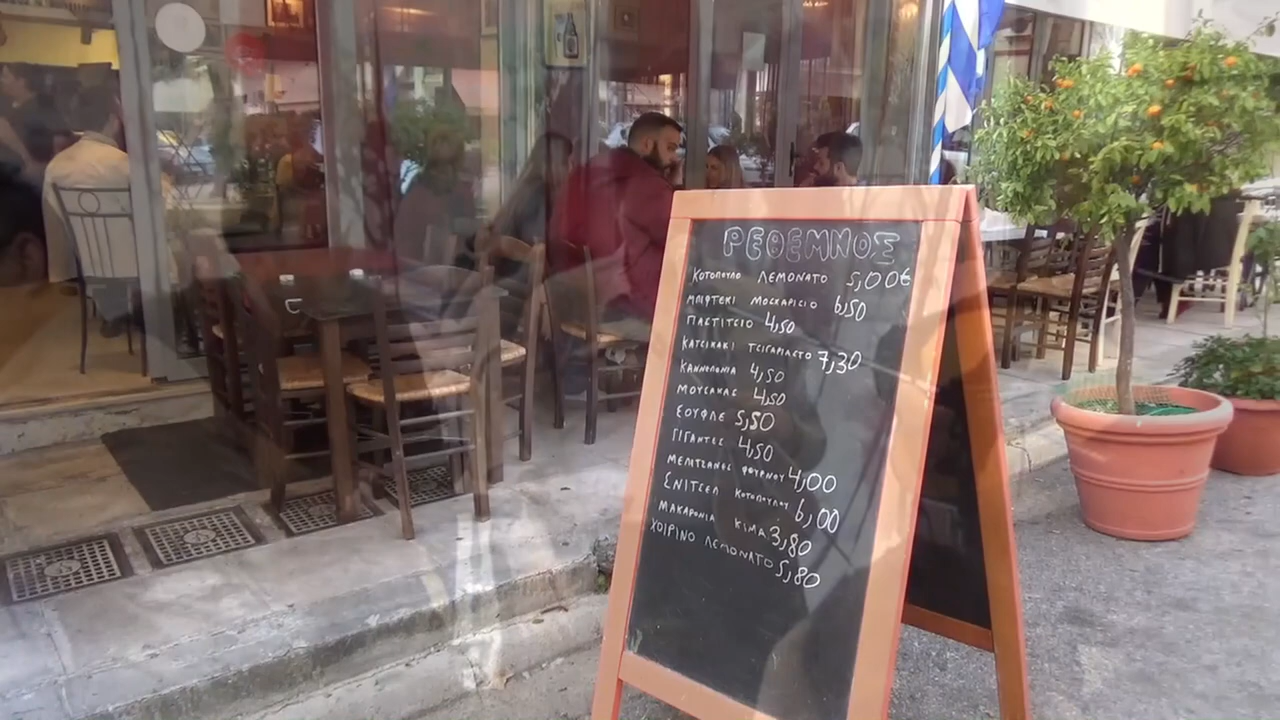 ΡΕΘΕΜΝΟΣ
ΚΟΤΟΠΟΥΛΟ ΛΕΜΟΝΑΤΟ 5,00€
ΜΠΙΦΤΕΚΙ ΜΟΣΧΑΡΙΣΙΟ 6,50
ΠΑΣΤΙΤΣΙΟ 4,50
ΚΑΤΣΙΚΑΚΙ ΤΣΙΓΑΡΙΑΣΤΟ 7,30
ΚΑΝΝΕΛΟΝΙΑ 4,50
ΜΟΥΣΑΚΑΣ 4,50
ΣΟΥΦΛΕ 5,50
ΓΙΓΑΝΤΕΣ 4,50
ΜΕΛΙΤΖΑΝΕΣ ΦΟΥΡΝΟΥ 4,00
ΣΝΙΤΣΕΛ ΚΟΤΟΠΟΥΛΟΥ 6,00
ΜΑΚΑΡΟΝΙΑ ΚΙΜΑ 3,80
ΧΟΙΡΙΝΟ ΛΕΜΟΝΑΤΟ 5,80